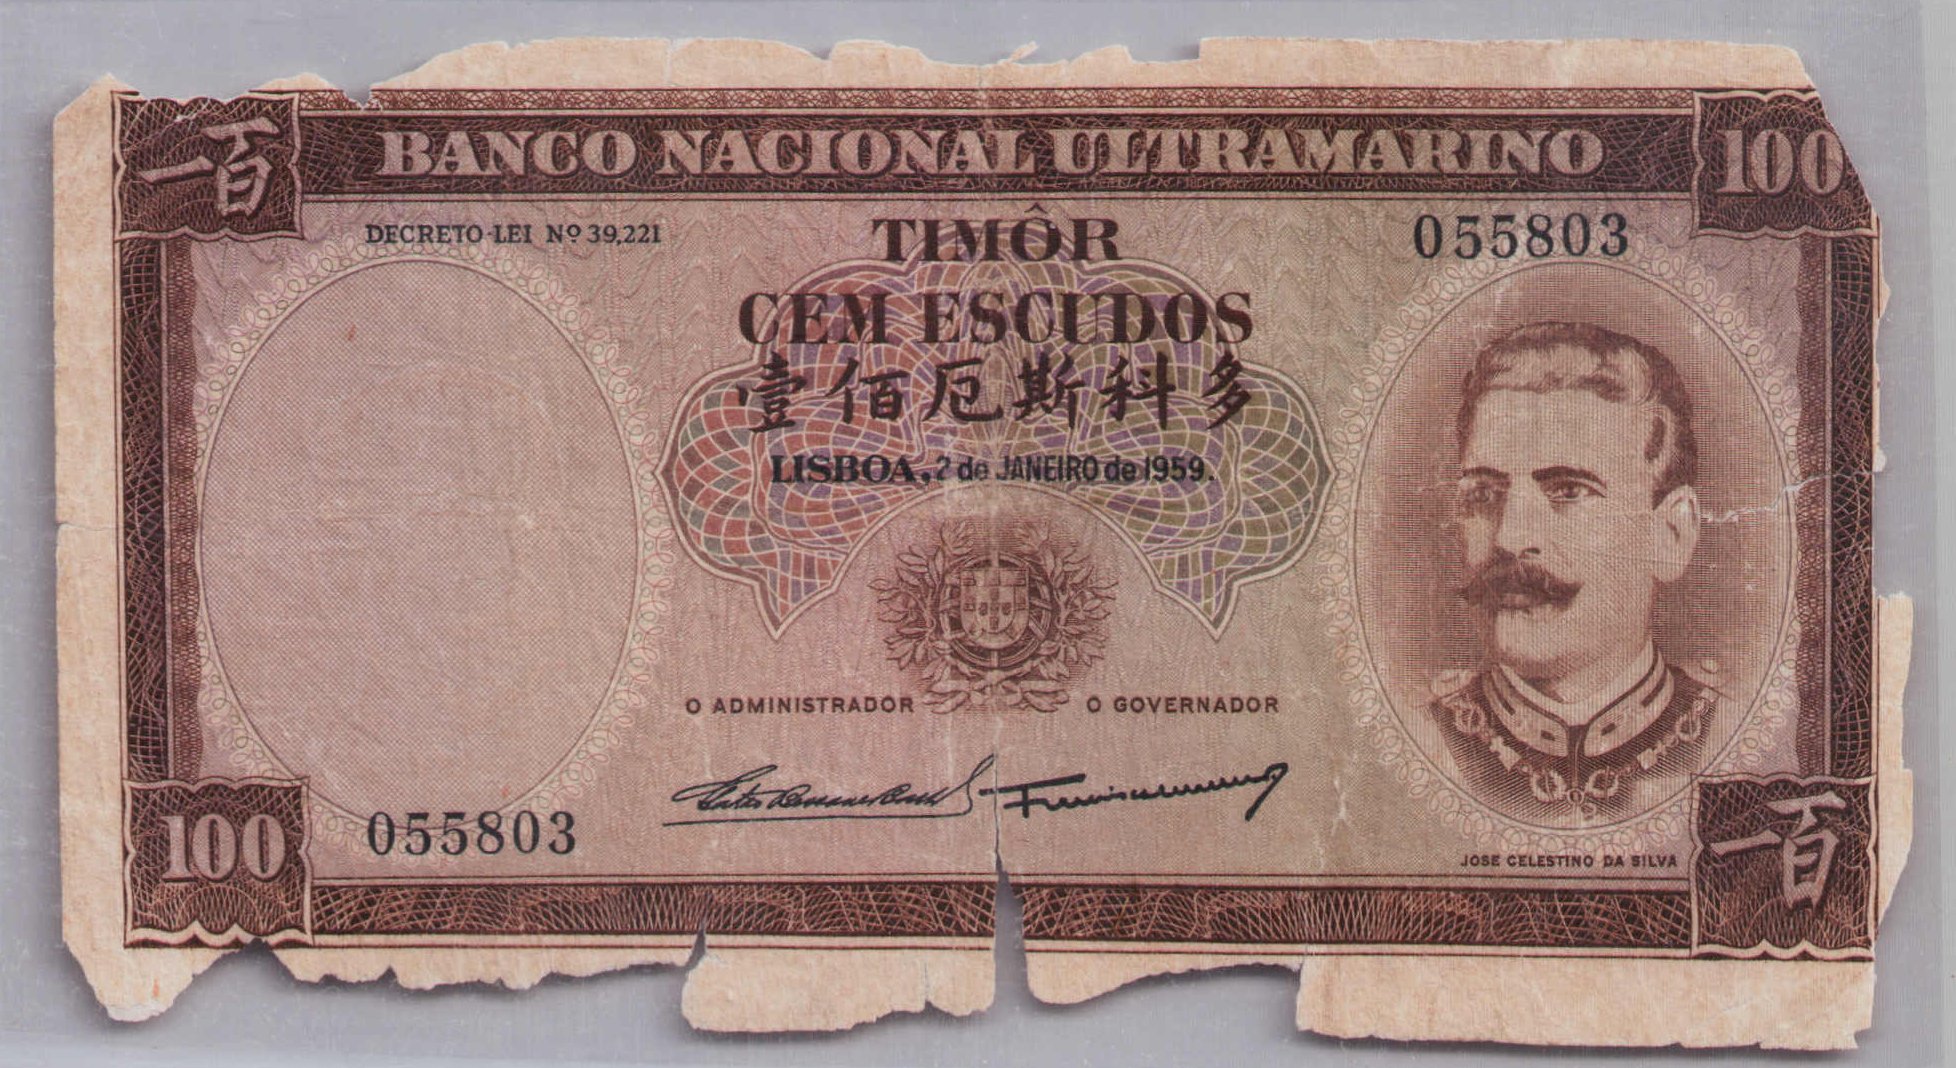 一百
BANCO NACIONAL ULTRAMARINO
100
DECRETO-LEI Nº 39,221
TIMÔR
055803
CEM ESCUDOS
壹佰厄斯科多
LISBOA, 2 de JANEIRO de 1959.
O ADMINISTRADOR
O GOVERNADOR
100
055803
JOSE CELESTINO DA SILVA
一百